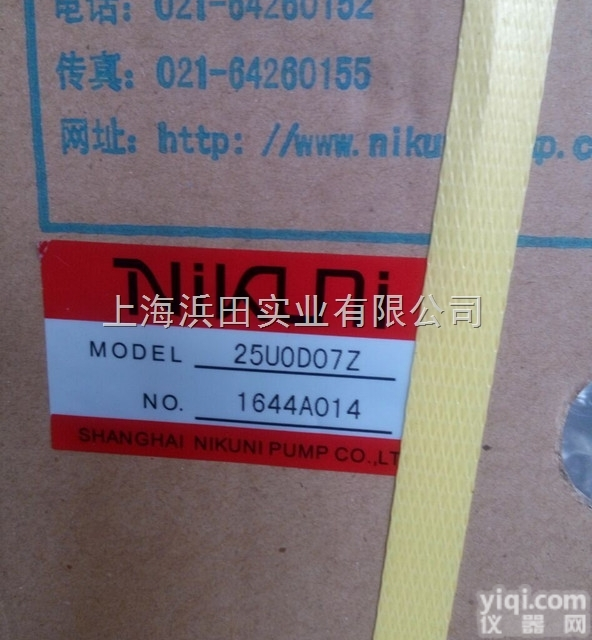 电话: 021-64260152
传真: 021-64260155
网址: http://www.nikuni
p.c
Nikuni
上海浜田实业有限公司
MODEL 25U0D07Z
NO. 1644A014
SHANGHAI NIKUNI PUMP CO.,LT
yiqi.com
仪器网